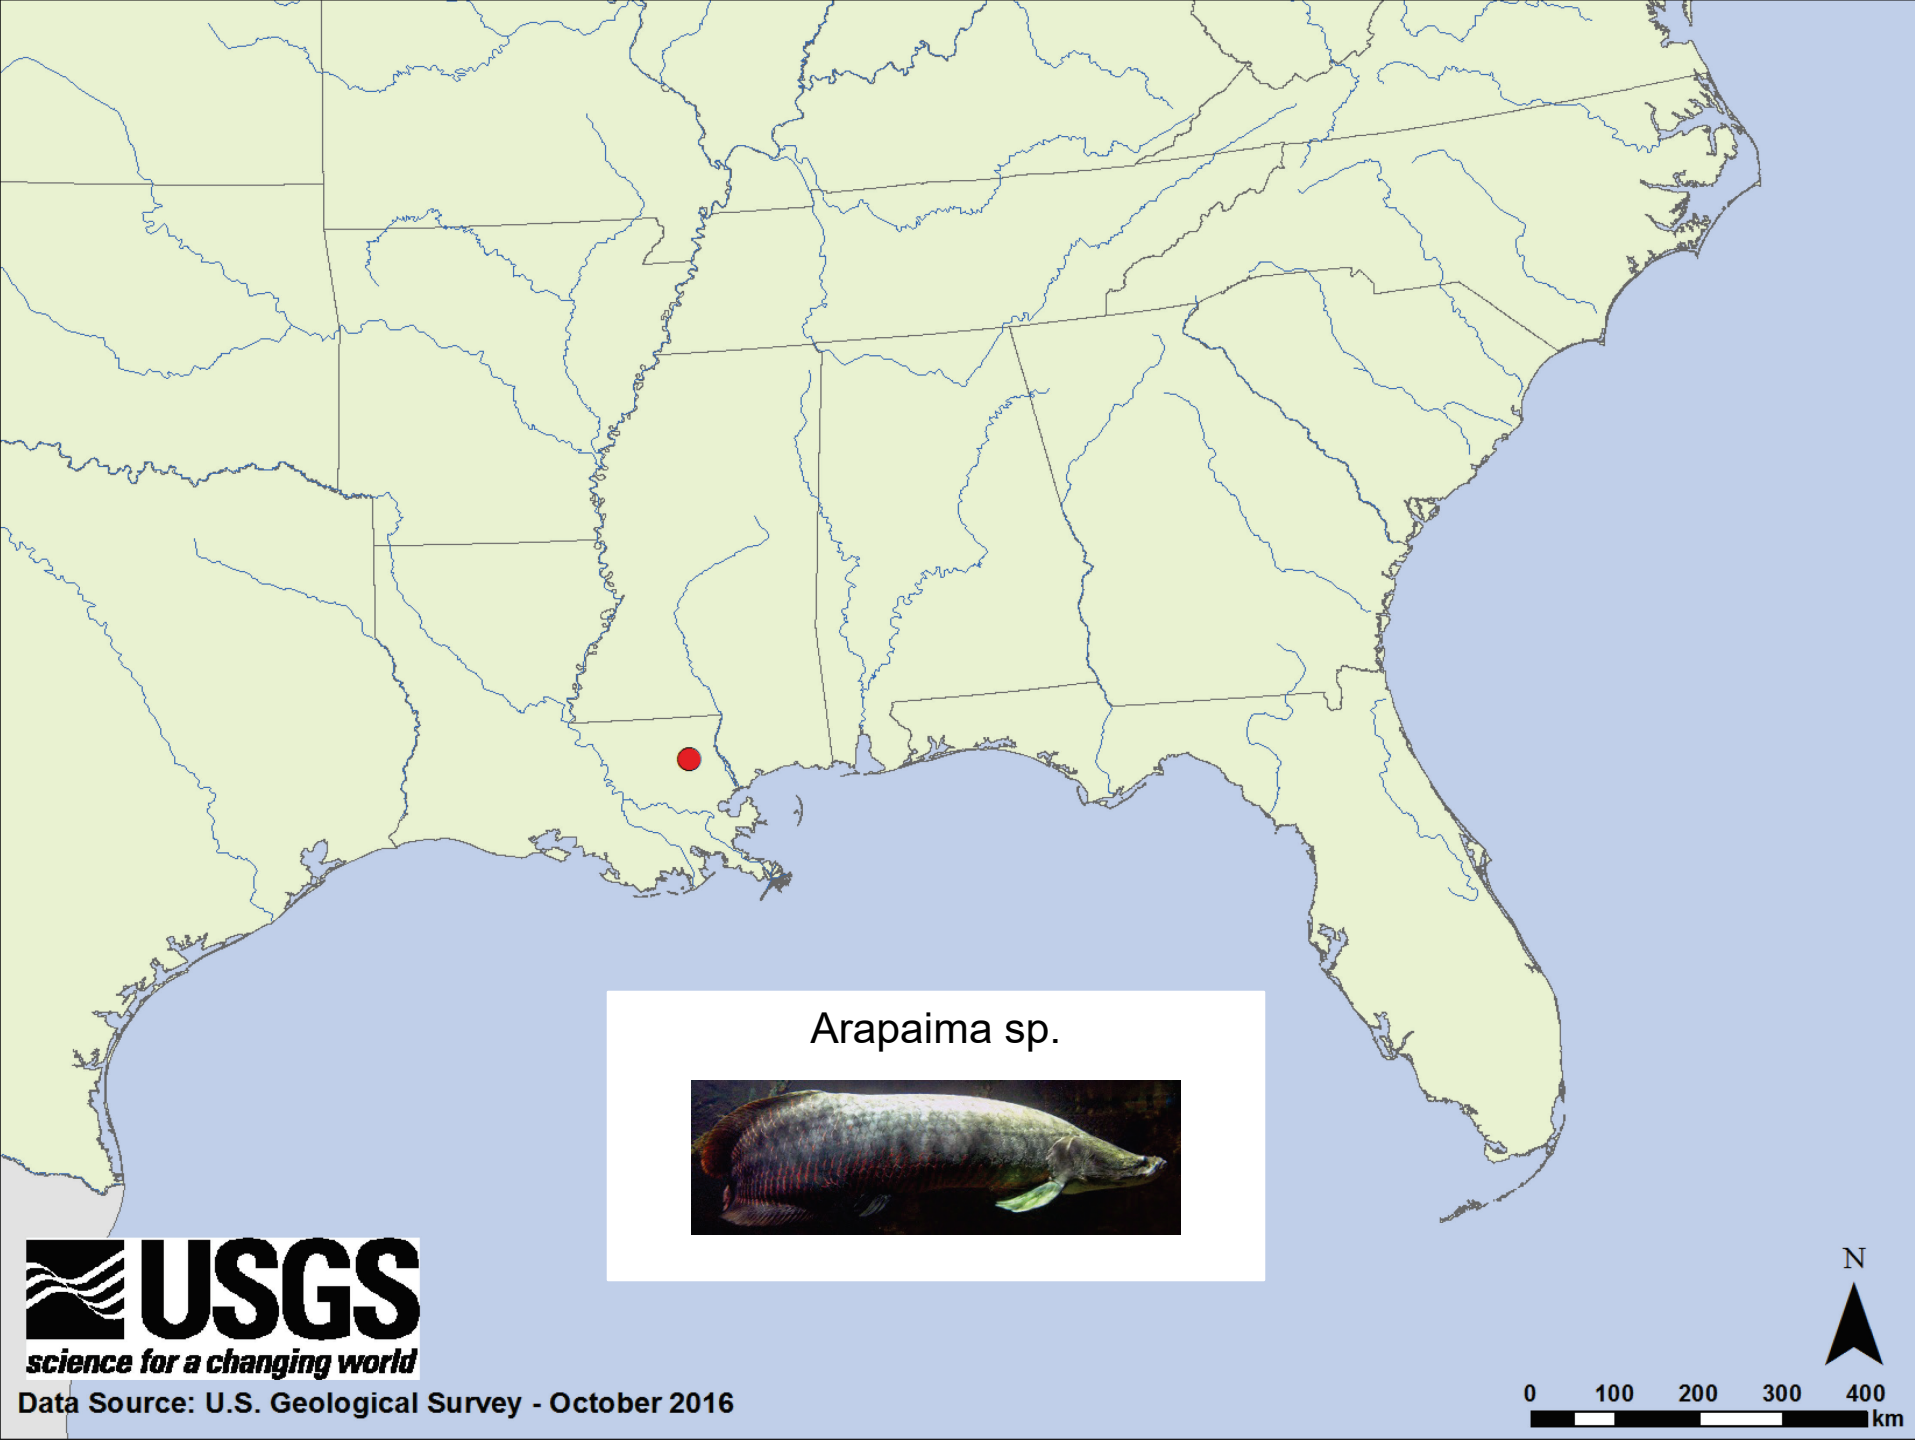 Arapaima sp.
USGS
science for a changing world
Data Source: U.S. Geological Survey - October 2016
N
0 100 200 300 400
km